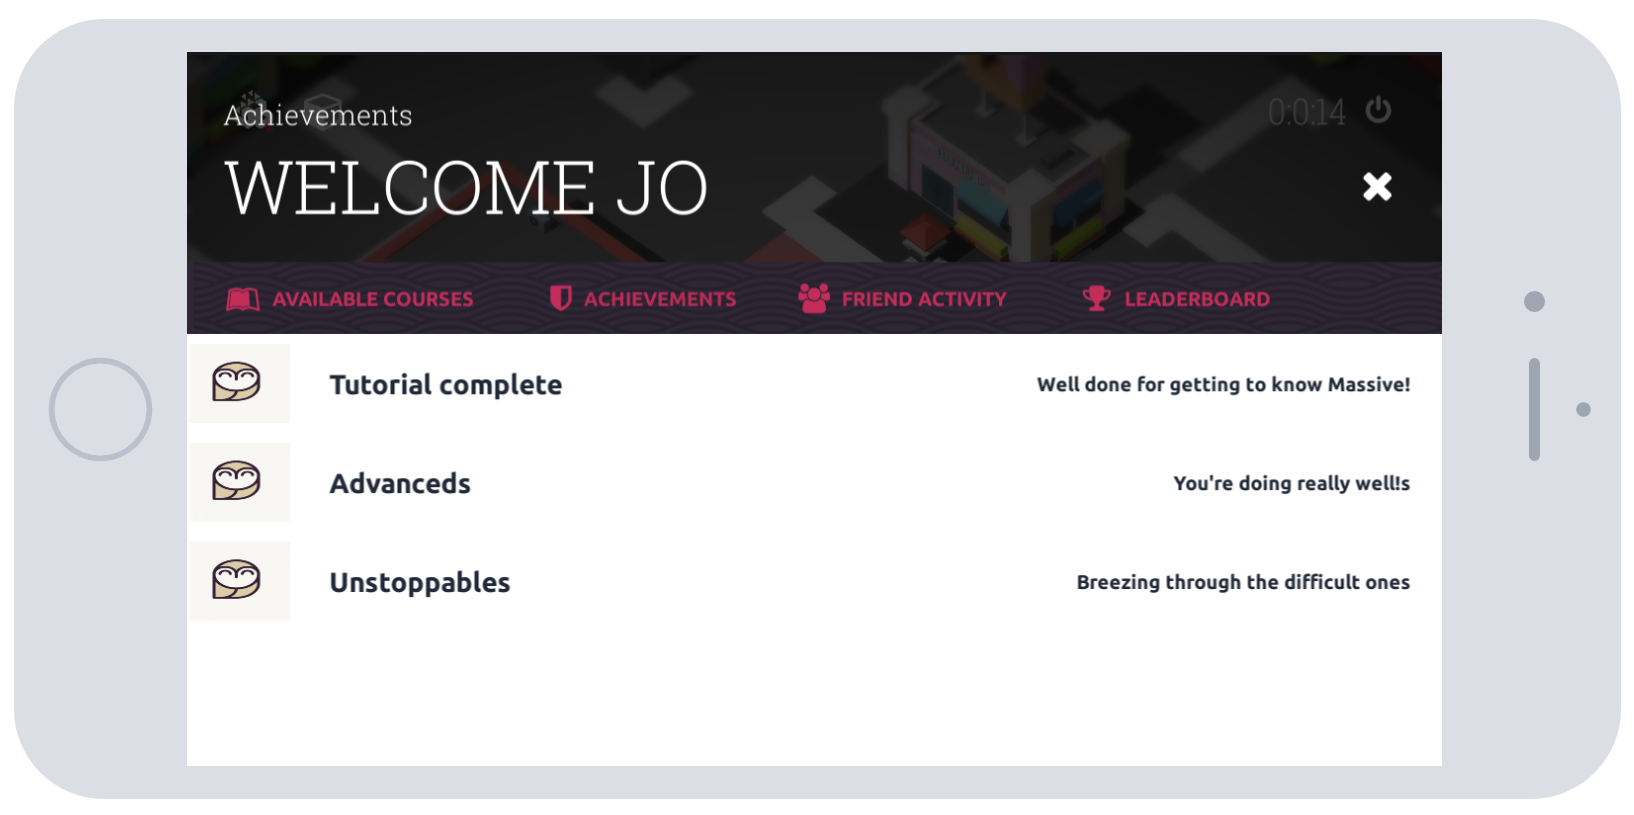 Achievements
0:0:14
WELCOME JO
AVAILABLE COURSES ACHIEVEMENTS FRIEND ACTIVITY LEADERBOARD
Tutorial complete Well done for getting to know Massive!
Advanceds You're doing really well!s
Unstoppables Breezing through the difficult ones